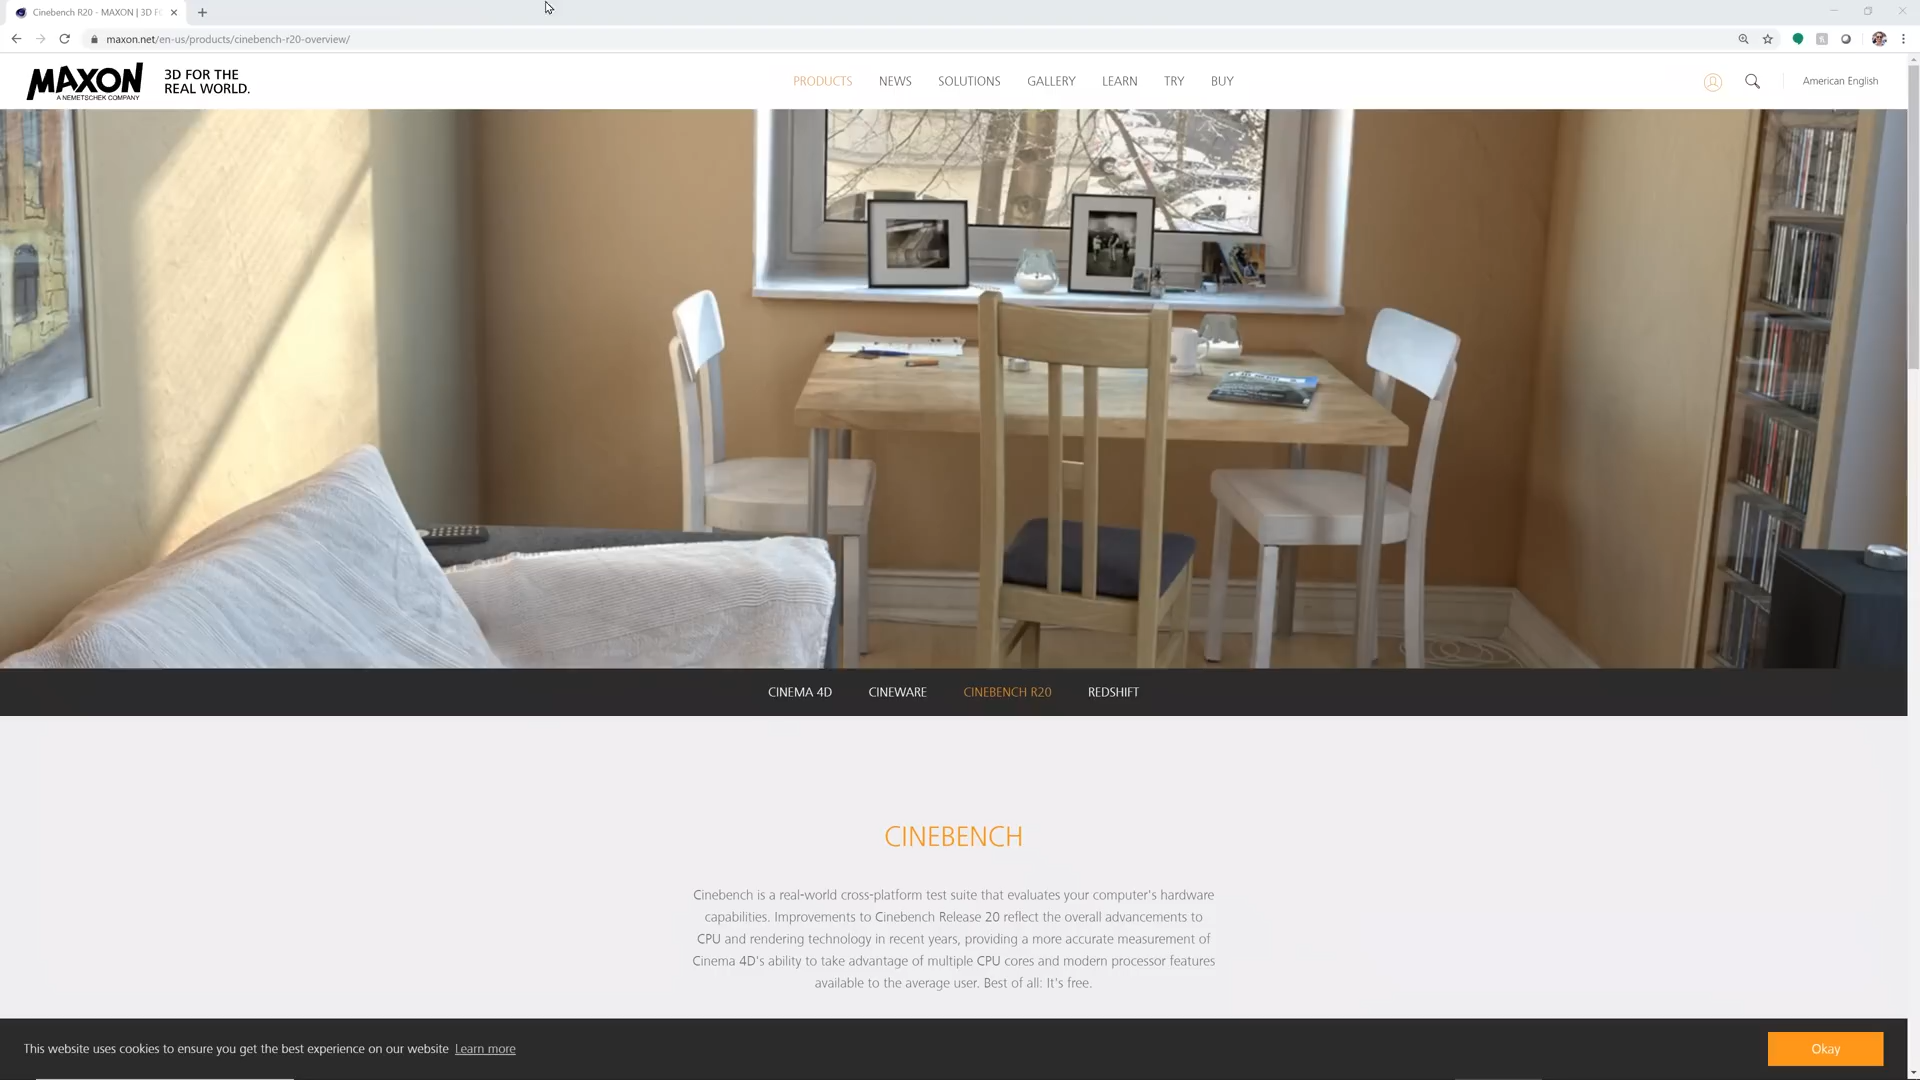 Cinebench R20 - MAXON | 3D FO
maxon.net/en-us/products/cinebench-r20-overview/
MAXON
A NEMETSCHEK COMPANY
3D FOR THE
REAL WORLD.
PRODUCTS
NEWS
SOLUTIONS
GALLERY
LEARN
TRY
BUY
American English
CINEMA 4D
CINEWARE
CINEBENCH R20
REDSHIFT
CINEBENCH
Cinebench is a real-world cross-platform test suite that evaluates your computer's hardware
capabilities. Improvements to Cinebench Release 20 reflect the overall advancements to
CPU and rendering technology in recent years, providing a more accurate measurement of
Cinema 4D's ability to take advantage of multiple CPU cores and modern processor features
available to the average user. Best of all: It's free.
This website uses cookies to ensure you get the best experience on our website Learn more
Okay